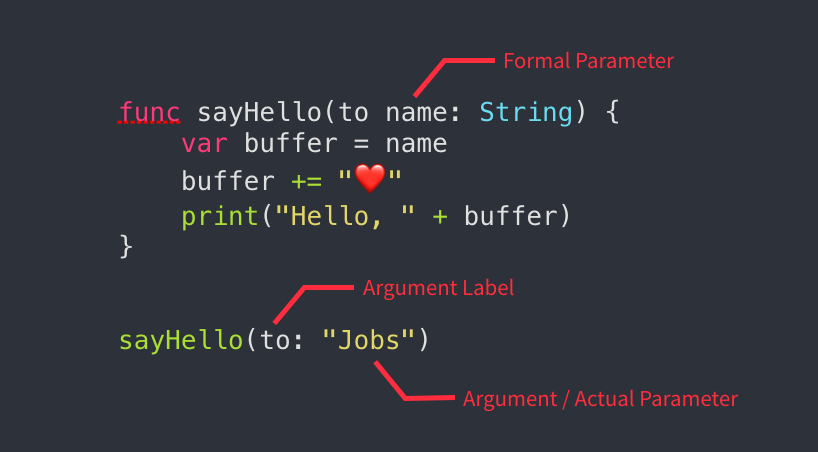 Formal Parameter
func sayHello(to name: String) {
    var buffer = name
    buffer += "❤️"
    print("Hello, " + buffer)
}
Argument Label
sayHello(to: "Jobs")
Argument / Actual Parameter